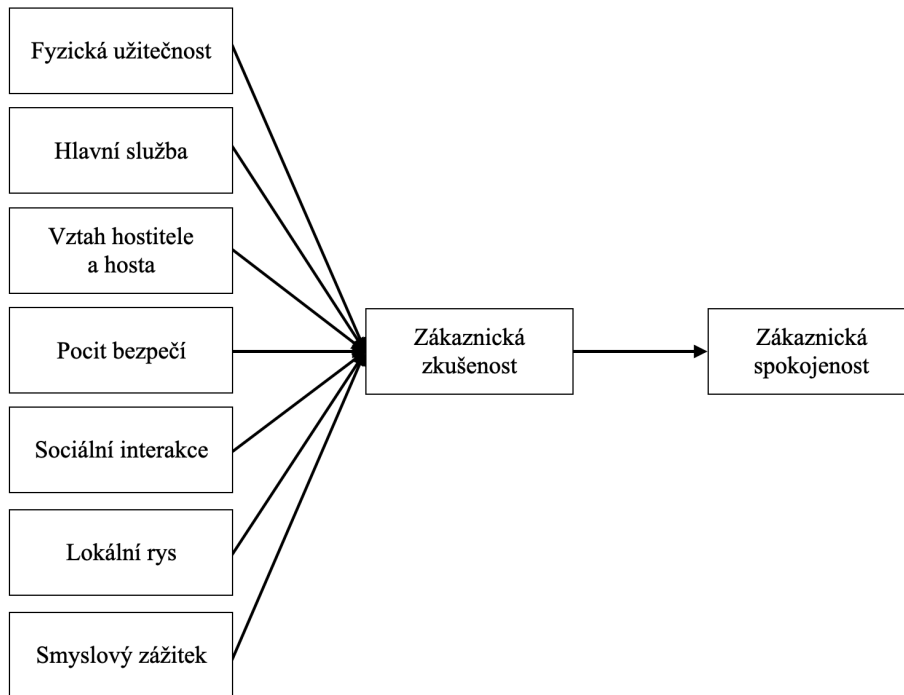 Fyzická užitečnost
Hlavní služba
Vztah hostitele
a hosta
Pocit bezpečí
Sociální interakce
Lokální rys
Smyslový zážitek
Zákaznická
zkušenost
Zákaznická
spokojenost